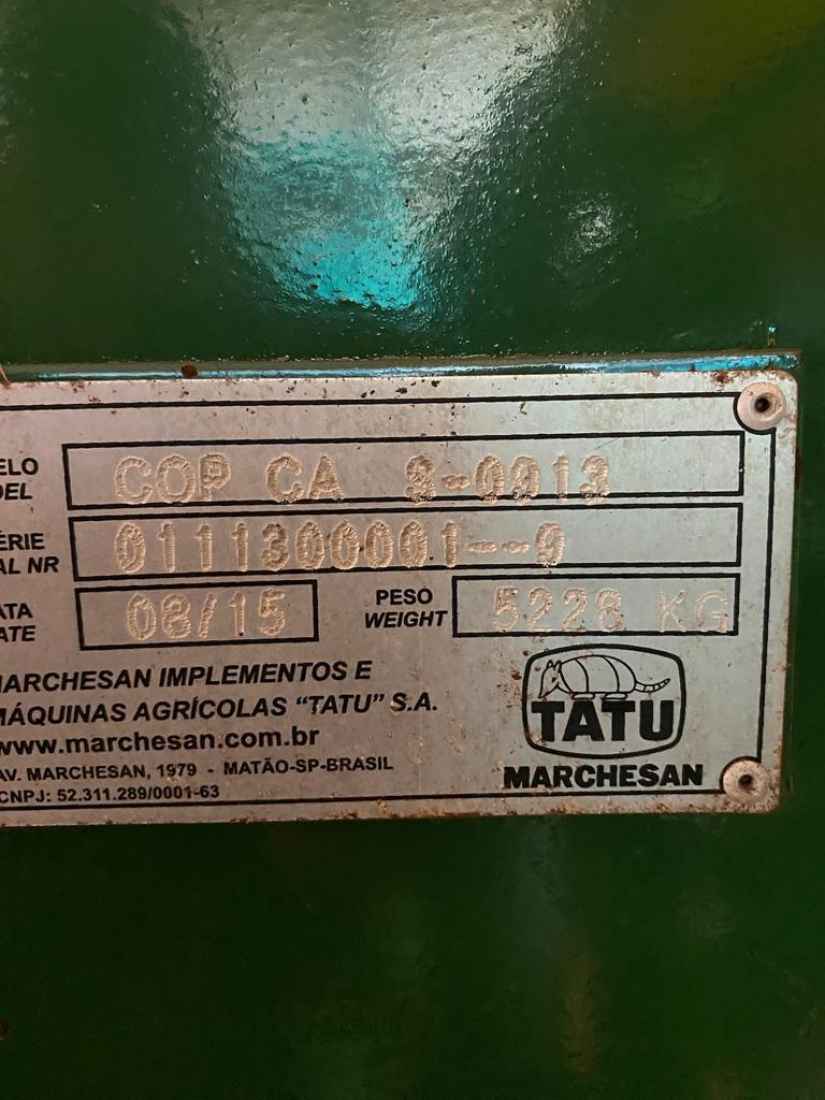 ELO COP CA 8-0013
DEL
ÉRIE 0111300001--9
AL NR
ATA 08/15 PESO 5228 KG
ATE WEIGHT
MARCHESAN IMPLEMENTOS E
MÁQUINAS AGRÍCOLAS “TATU” S.A.
www.marchesan.com.br
AV. MARCHESAN, 1979 - MATÃO-SP-BRASIL
CNPJ: 52.311.289/0001-63
TATU
MARCHESAN